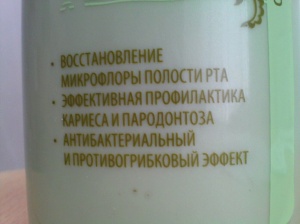 • ВОССТАНОВЛЕНИЕ
МИКРОФЛОРЫ ПОЛОСТИ РТА
• ЭФФЕКТИВНАЯ ПРОФИЛАКТИКА
КАРИЕСА И ПАРОДОНТОЗА
• АНТИБАКТЕРИАЛЬНЫЙ
И ПРОТИВОГРИБКОВЫЙ ЭФФЕКТ